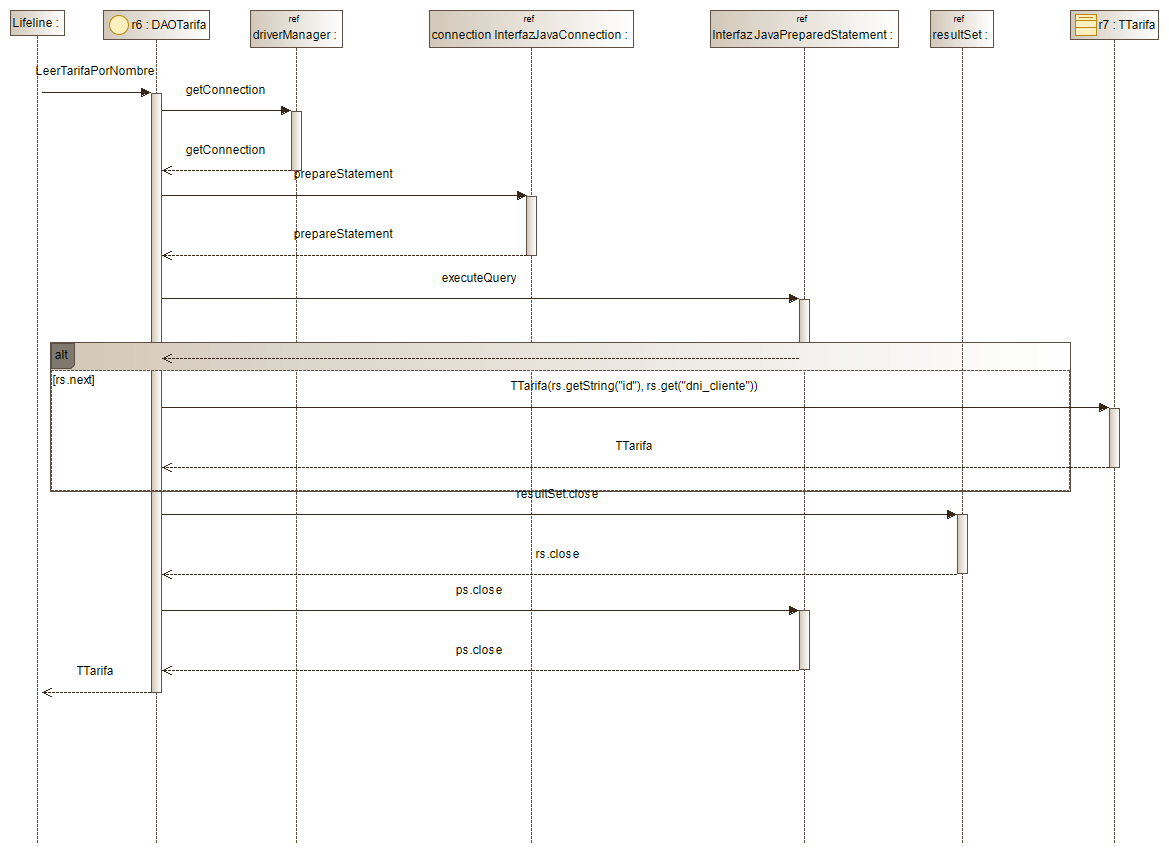 Lifeline :
r6 : DAOTarifa
ref
driverManager :
ref
connection InterfazJavaConnection :
ref
InterfazJavaPreparedStatement :
ref
resultSet :
r7 : TTarifa
LeerTarifaPorNombre
getConnection
getConnection
prepareStatement
prepareStatement
executeQuery
alt
[rs.next]
TTarifa(rs.getString("id"), rs.get("dni_cliente"))
TTarifa
resultSet.close
rs.close
ps.close
ps.close
TTarifa